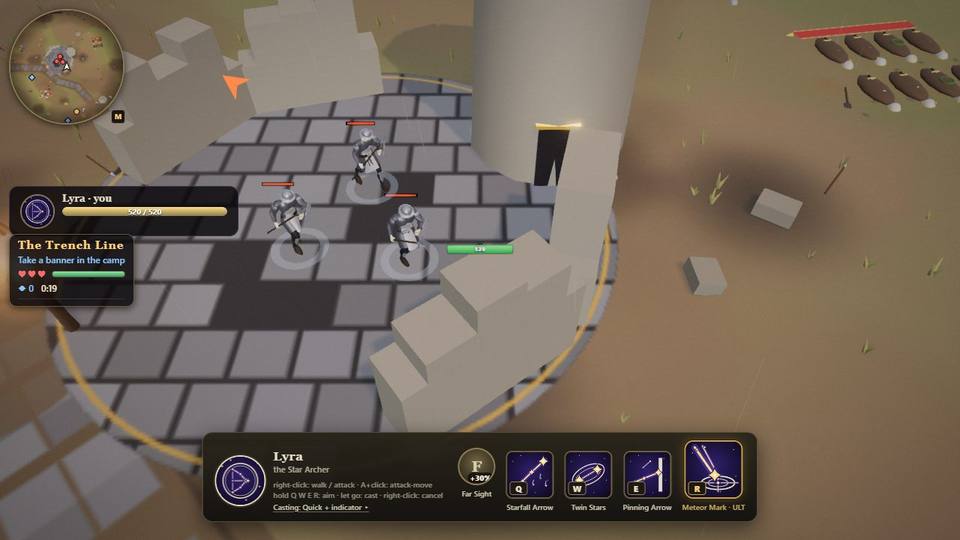 M
Lyra · you
520 / 520
The Trench Line
Take a banner in the camp
0 0:19
520
Lyra
the Star Archer
right-click: walk / attack · A+click: attack-move
hold Q W E R: aim · let go: cast · right-click: cancel
Casting: Quick + indicator
F
+30%
Far Sight
Q
Starfall Arrow
W
Twin Stars
E
Pinning Arrow
R
Meteor Mark · ULT